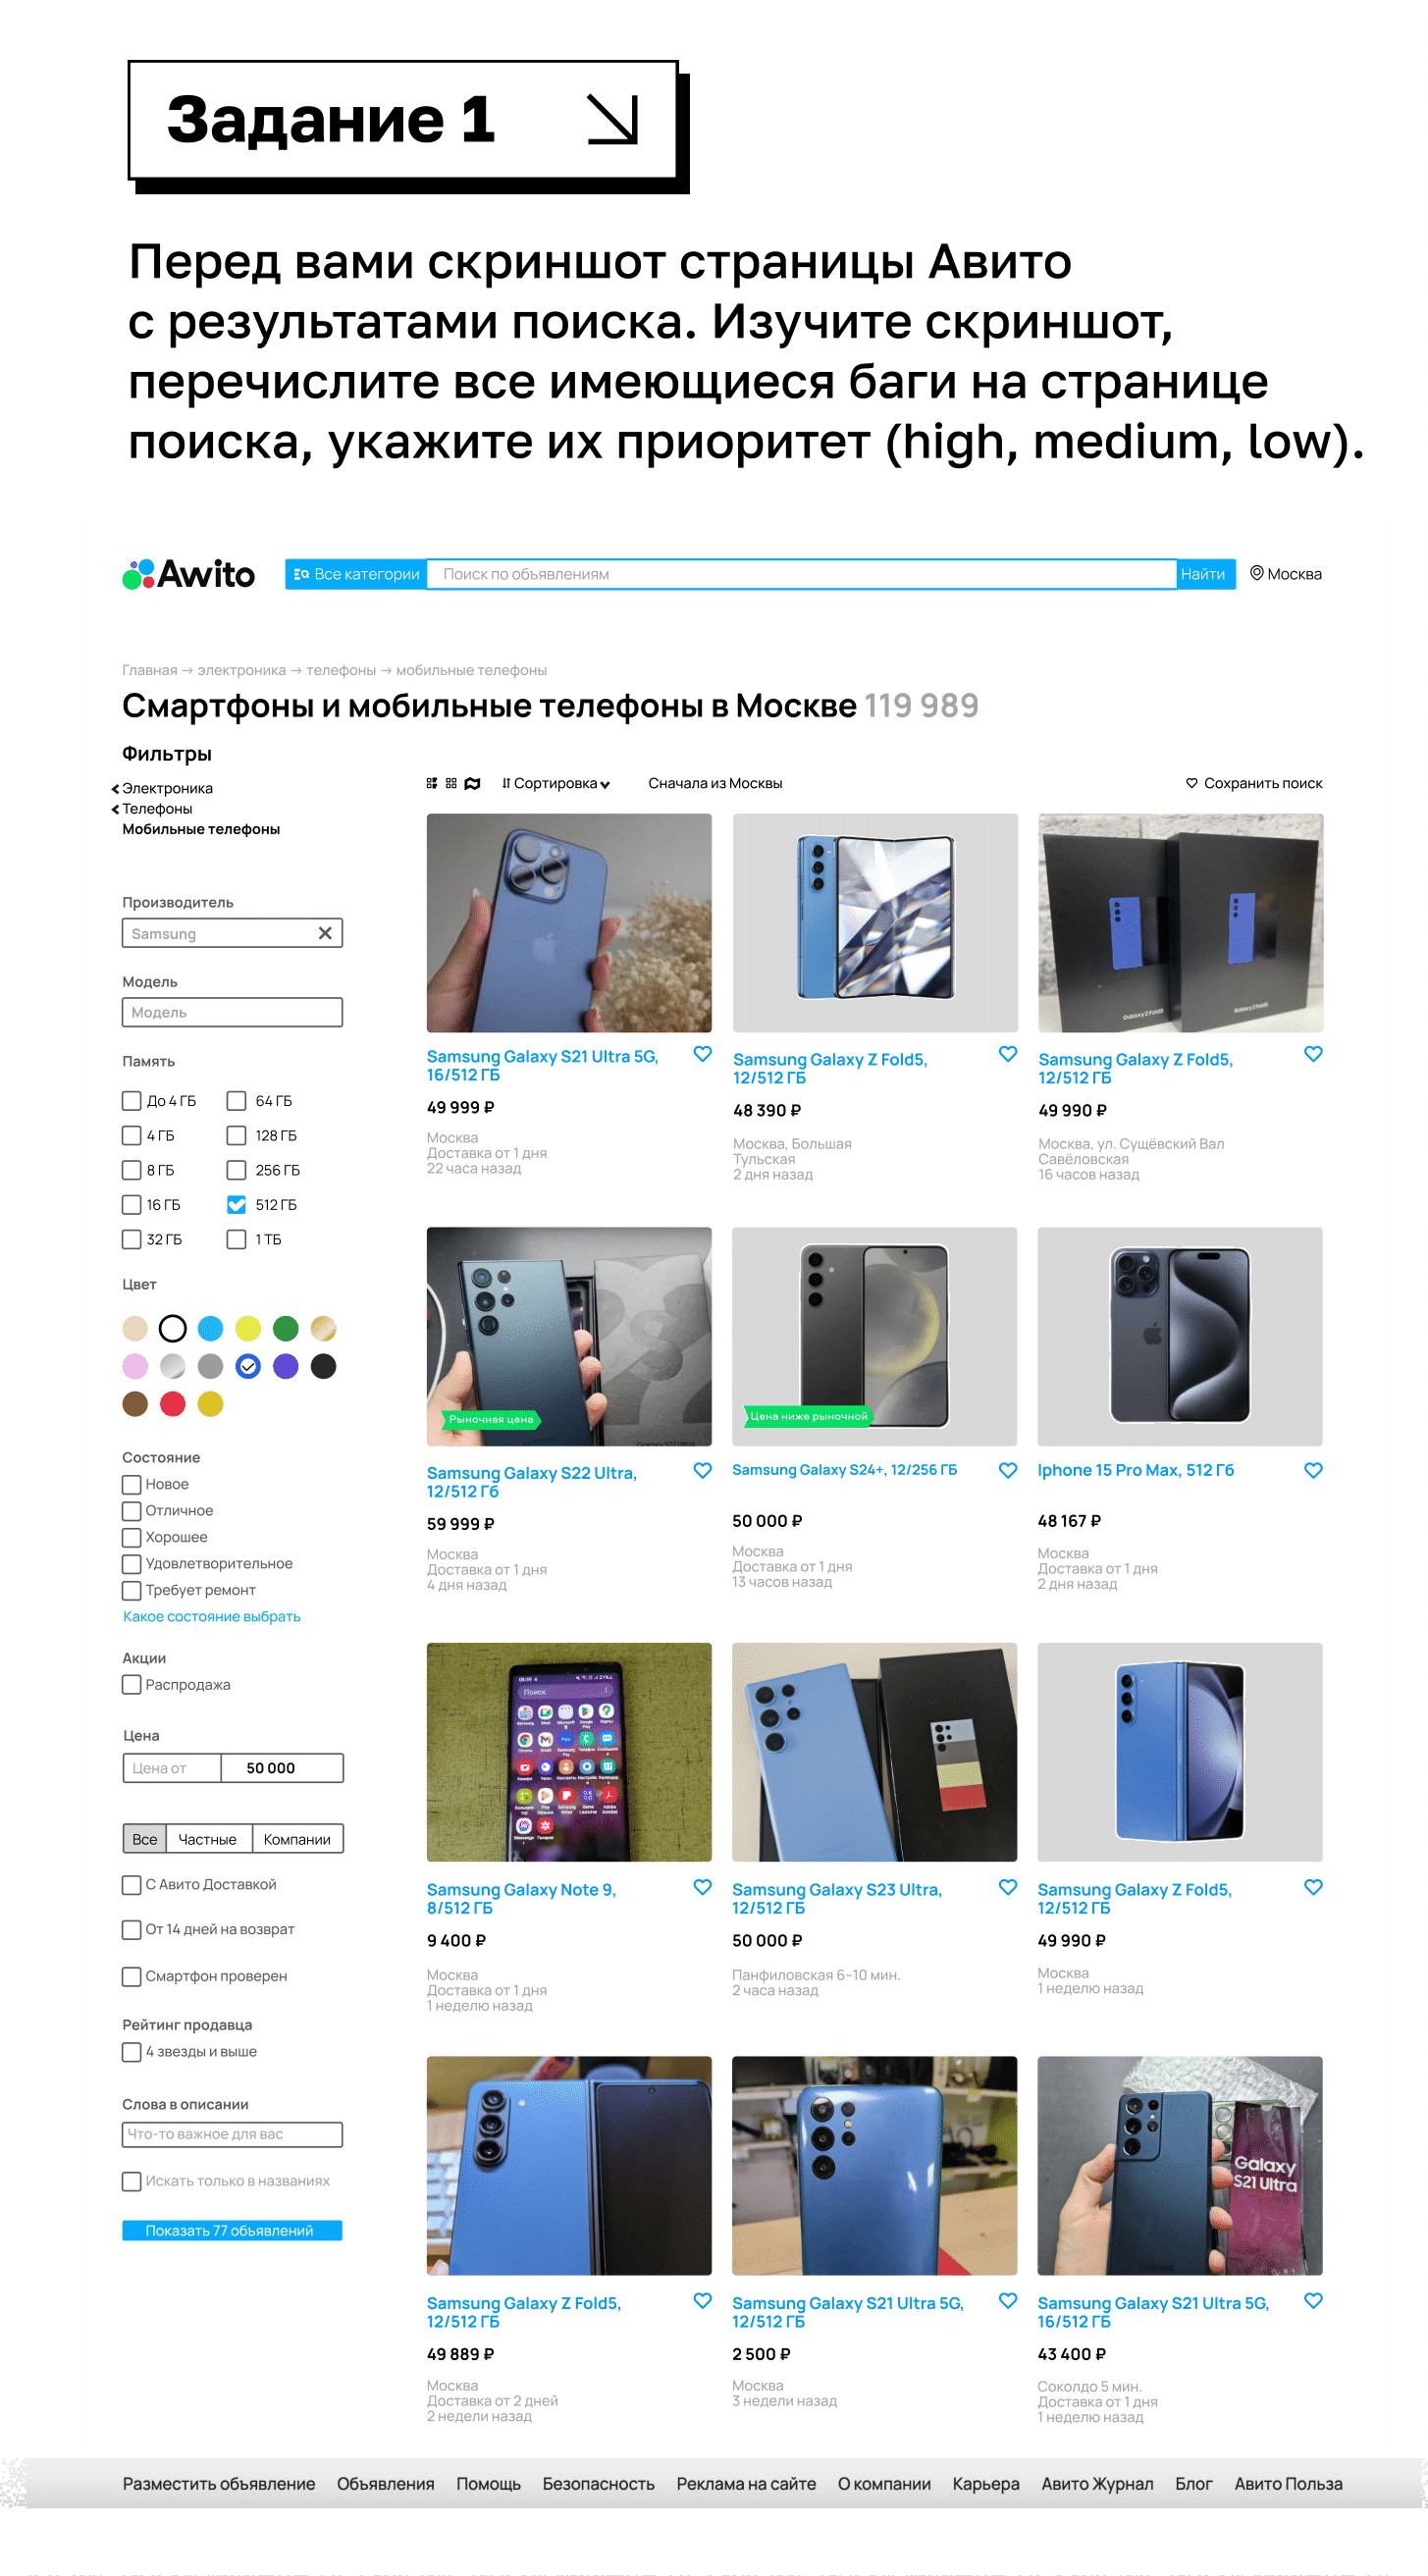 Задание 1
Перед вами скриншот страницы Авито
с результатами поиска. Изучите скриншот,
перечислите все имеющиеся баги на странице
поиска, укажите их приоритет (high, medium, low).
Awito
Все категории
Поиск по объявлениям
Найти
Москва
Главная → электроника → телефоны → мобильные телефоны
Смартфоны и мобильные телефоны в Москве 119 989
Фильтры
Электроника
Телефоны
Мобильные телефоны
Производитель
Samsung
Модель
Модель
Память
До 4 ГБ
64 ГБ
4 ГБ
128 ГБ
8 ГБ
256 ГБ
16 ГБ
512 ГБ
32 ГБ
1 ТБ
Цвет
Состояние
Новое
Отличное
Хорошее
Удовлетворительное
Требует ремонт
Какое состояние выбрать
Акции
Распродажа
Цена
Цена от
50 000
Все
Частные
Компании
С Авито Доставкой
От 14 дней на возврат
Смартфон проверен
Рейтинг продавца
4 звезды и выше
Слова в описании
Что-то важное для вас
Искать только в названиях
Показать 77 объявлений
Сортировка
Сначала из Москвы
Сохранить поиск
Samsung Galaxy S21 Ultra 5G,
16/512 ГБ
49 999 ₽
Москва
Доставка от 1 дня
22 часа назад
Samsung Galaxy Z Fold5,
12/512 ГБ
48 390 ₽
Москва, Большая
Тульская
2 дня назад
Galaxy Z Fold5
Galaxy Z Fold5
Samsung Galaxy Z Fold5,
12/512 ГБ
49 990 ₽
Москва, ул. Сущёвский Вал
Савёловская
16 часов назад
Рыночная цена
Samsung Galaxy S22 Ultra,
12/512 Гб
59 999 ₽
Москва
Доставка от 1 дня
4 дня назад
Цена ниже рыночной
Samsung Galaxy S24+, 12/256 ГБ
50 000 ₽
Москва
Доставка от 1 дня
13 часов назад
Iphone 15 Pro Max, 512 Гб
48 167 ₽
Москва
Доставка от 1 дня
2 дня назад
Поиск
Samsung Galaxy Note 9,
8/512 ГБ
9 400 ₽
Москва
Доставка от 1 дня
1 неделю назад
Samsung Galaxy S23 Ultra,
12/512 ГБ
50 000 ₽
Панфиловская 6–10 мин.
2 часа назад
Samsung Galaxy Z Fold5,
12/512 ГБ
49 990 ₽
Москва
1 неделю назад
Samsung Galaxy Z Fold5,
12/512 ГБ
49 889 ₽
Москва
Доставка от 2 дней
2 недели назад
Samsung Galaxy S21 Ultra 5G,
12/512 ГБ
2 500 ₽
Москва
3 недели назад
Galaxy
S21 Ultra
Samsung Galaxy S21 Ultra 5G,
16/512 ГБ
43 400 ₽
Соколдо 5 мин.
Доставка от 1 дня
1 неделю назад
Разместить объявление
Объявления
Помощь
Безопасность
Реклама на сайте
О компании
Карьера
Авито Журнал
Блог
Авито Польза